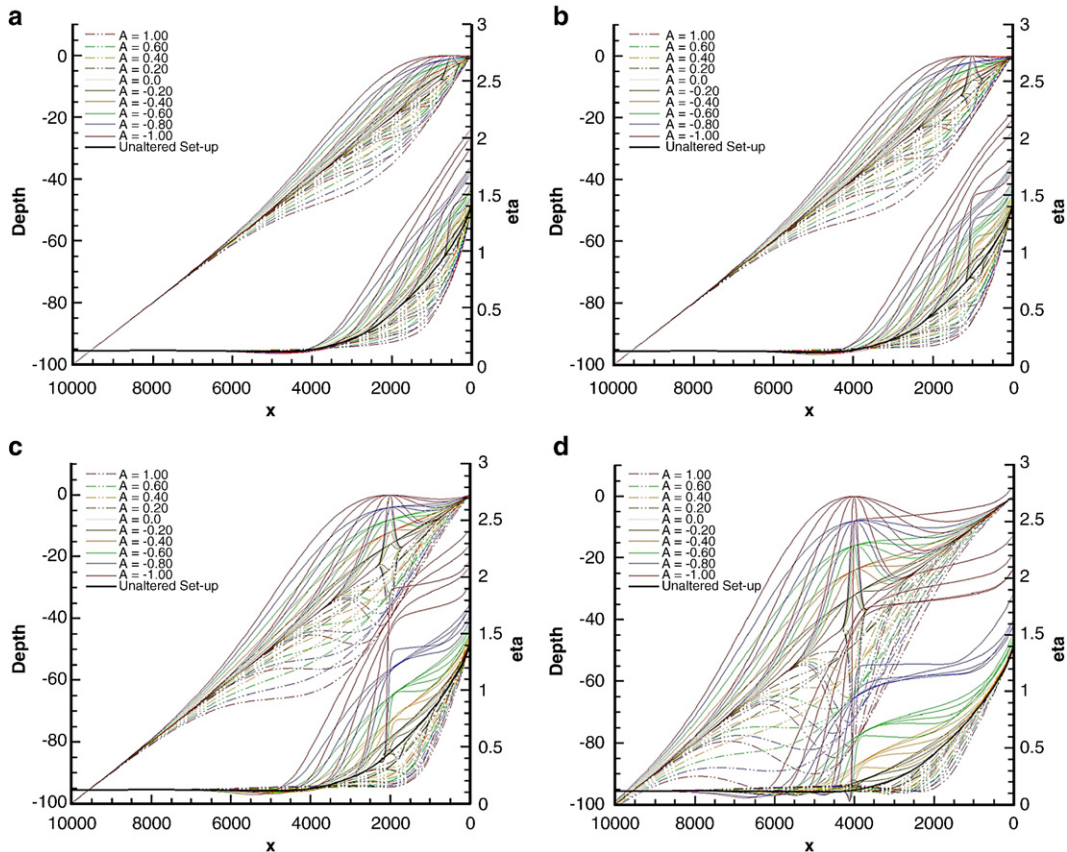 a
A = 1.00
A = 0.60
A = 0.40
A = 0.20
A = 0.0
A = -0.20
A = -0.40
A = -0.60
A = -0.80
A = -1.00
Unaltered Set-up
0
-20
-40
-60
-80
-100
Depth
10000 8000 6000 4000 2000 0
x
3
2.5
2
1.5
1
0.5
0
eta
b
A = 1.00
A = 0.60
A = 0.40
A = 0.20
A = 0.0
A = -0.20
A = -0.40
A = -0.60
A = -0.80
A = -1.00
Unaltered Set-up
0
-20
-40
-60
-80
-100
Depth
10000 8000 6000 4000 2000 0
x
3
2.5
2
1.5
1
0.5
0
eta
c
A = 1.00
A = 0.60
A = 0.40
A = 0.20
A = 0.0
A = -0.20
A = -0.40
A = -0.60
A = -0.80
A = -1.00
Unaltered Set-up
0
-20
-40
-60
-80
-100
Depth
10000 8000 6000 4000 2000 0
x
3
2.5
2
1.5
1
0.5
0
eta
d
A = 1.00
A = 0.60
A = 0.40
A = 0.20
A = 0.0
A = -0.20
A = -0.40
A = -0.60
A = -0.80
A = -1.00
Unaltered Set-up
0
-20
-40
-60
-80
-100
Depth
10000 8000 6000 4000 2000 0
x
3
2.5
2
1.5
1
0.5
0
eta